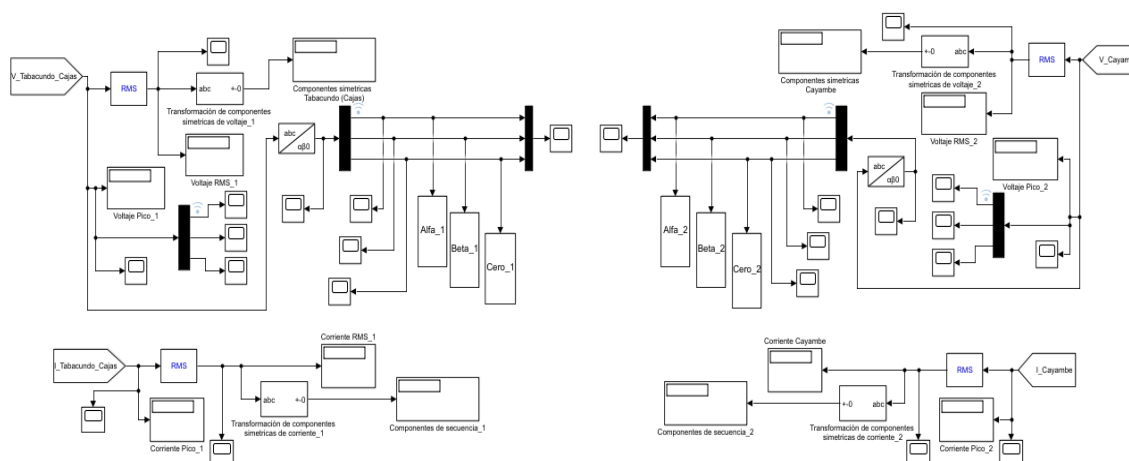 V_Tabacundo_Cajas
RMS
abc
+-0
Transformación de componentes
simetricas de voltaje_1
Componentes simetricas
Tabacundo (Cajas)
Voltaje RMS_1
Voltaje Pico_1
abc
αβ0
Alfa_1
Beta_1
Cero_1
Componentes simetricas
Cayambe
+-0
abc
Transformación de componentes
simetricas de voltaje_2
RMS
Voltaje RMS_2
Voltaje Pico_2
abc
αβ0
Alfa_2
Beta_2
Cero_2
I_Tabacundo_Cajas
RMS
Corriente RMS_1
abc
+-0
Transformación de componentes
simetricas de corriente_1
Componentes de secuencia_1
Corriente Pico_1
Corriente Cayambe
Componentes de secuencia_2
+-0
abc
Transformación de componentes
simetricas de corriente_2
RMS
I_Cayambe
Corriente Pico_2